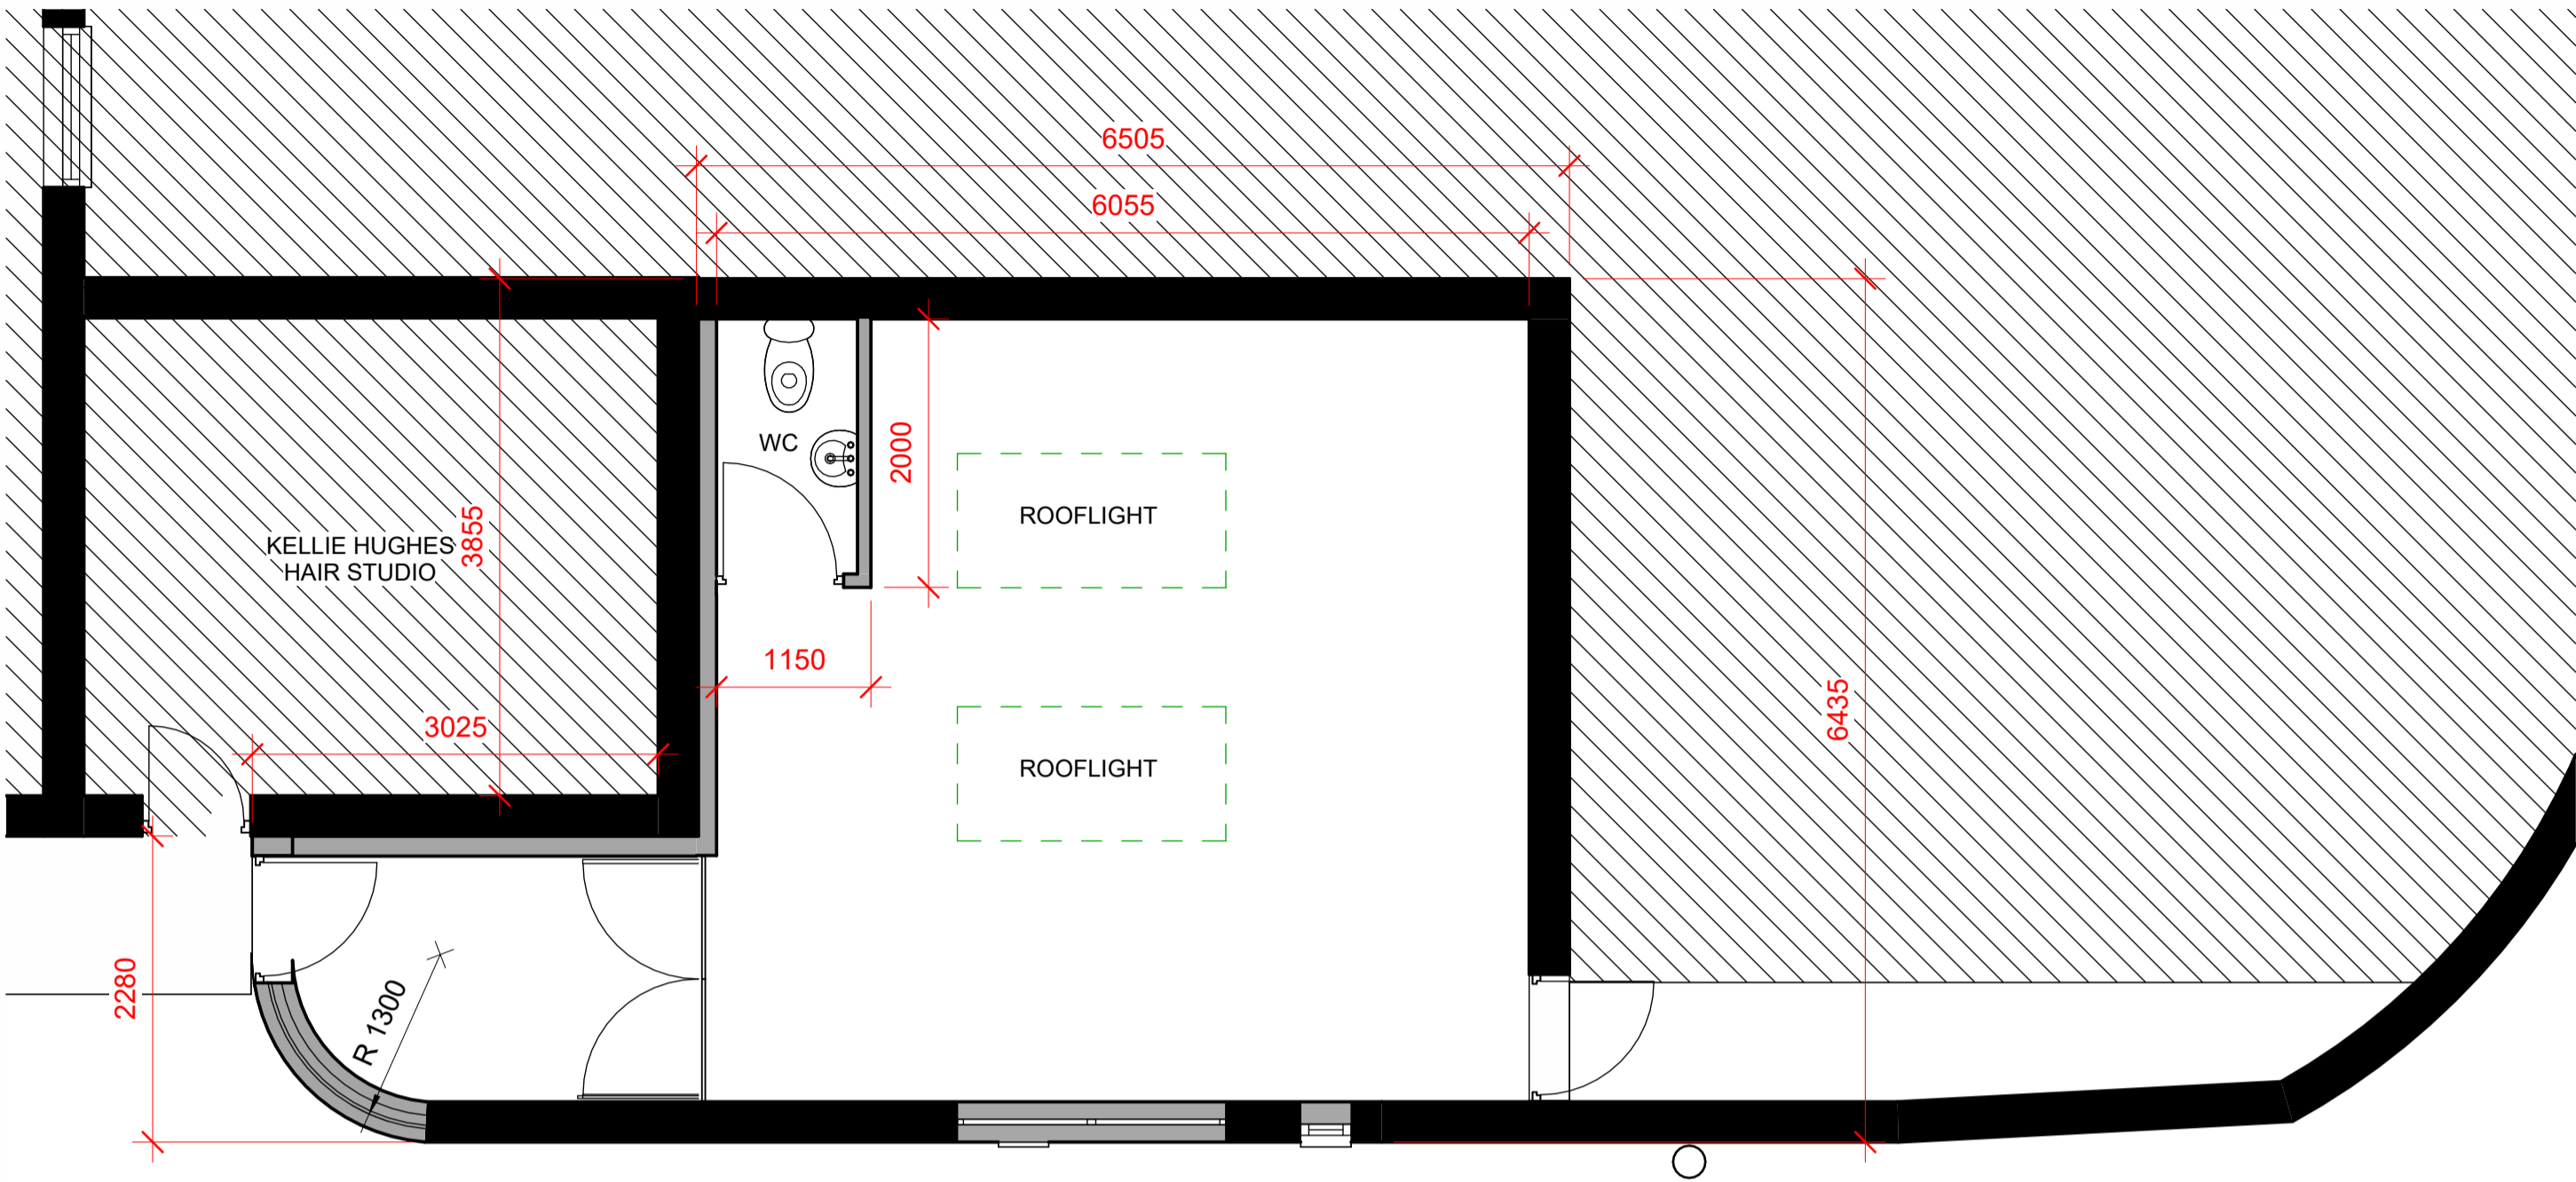 6505
6055
WC
2000
ROOFLIGHT
KELLIE HUGHES
HAIR STUDIO
3855
1150
3025
ROOFLIGHT
6435
2280
R 1300